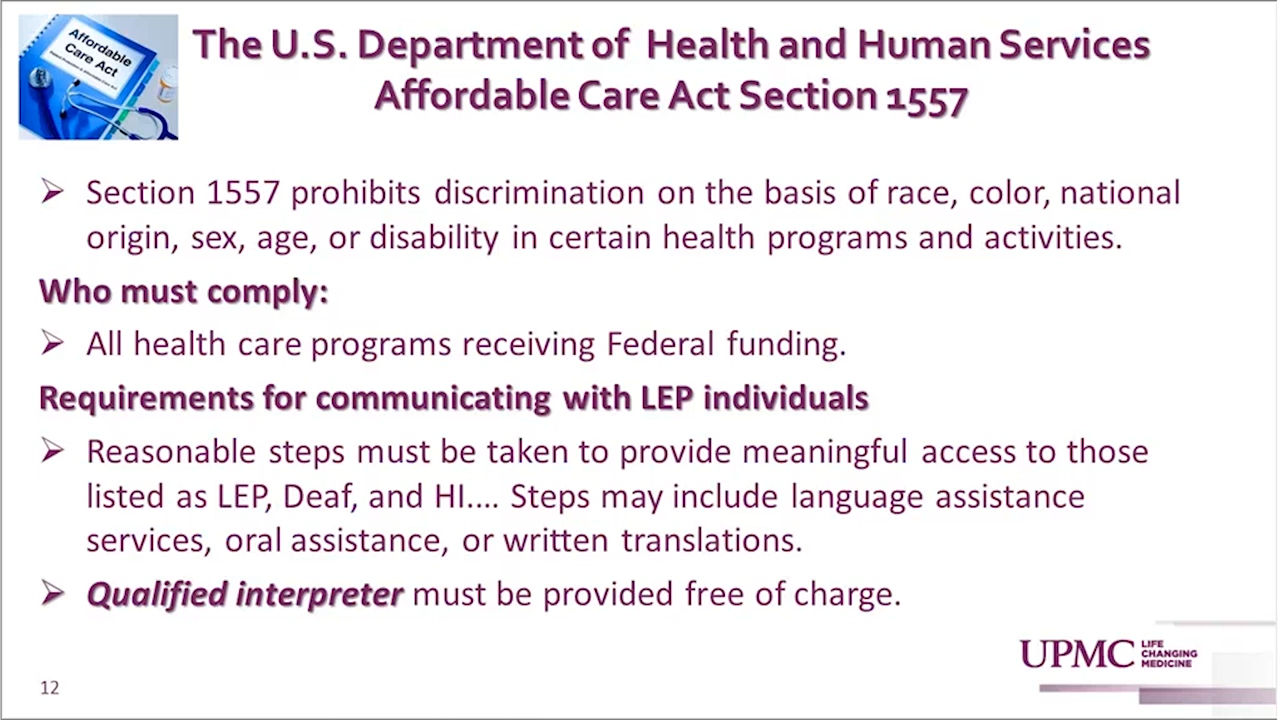 Affordable
Care Act
The U.S. Department of Health and Human Services
Affordable Care Act Section 1557
➢ Section 1557 prohibits discrimination on the basis of race, color, national
origin, sex, age, or disability in certain health programs and activities.
Who must comply:
➢ All health care programs receiving Federal funding.
Requirements for communicating with LEP individuals
➢ Reasonable steps must be taken to provide meaningful access to those
listed as LEP, Deaf, and HI.... Steps may include language assistance
services, oral assistance, or written translations.
➢ Qualified interpreter must be provided free of charge.
UPMC LIFE
CHANGING
MEDICINE
12